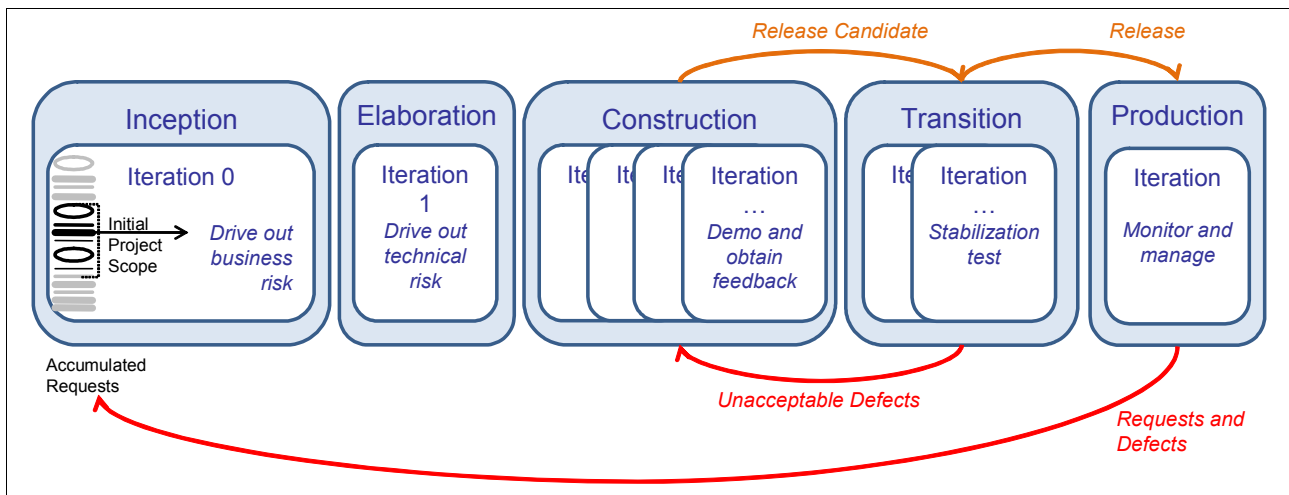 Release Candidate
Release
Inception
Elaboration
Construction
Transition
Production
Iteration 0
Initial
Project
Scope
Drive out
business
risk
Iteration
1
Drive out
technical
risk
Ite
Ite
Ite
Iteration
...
Demo and
obtain
feedback
Ite
Iteration
...
Stabilization
test
Iteration
Monitor and
manage
Accumulated
Requests
Unacceptable Defects
Requests and
Defects